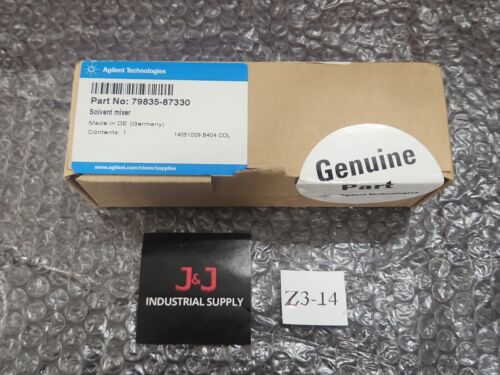 Agilent Technologies
Part No: 79835-87330
Solvent mixer
Made in DE (Germany)
Contents: 1
14051009 B404 COL
www.agilent.com/chem/supplies
Genuine
Part
Agilent Technologies
J&J
INDUSTRIAL SUPPLY
Z3-14